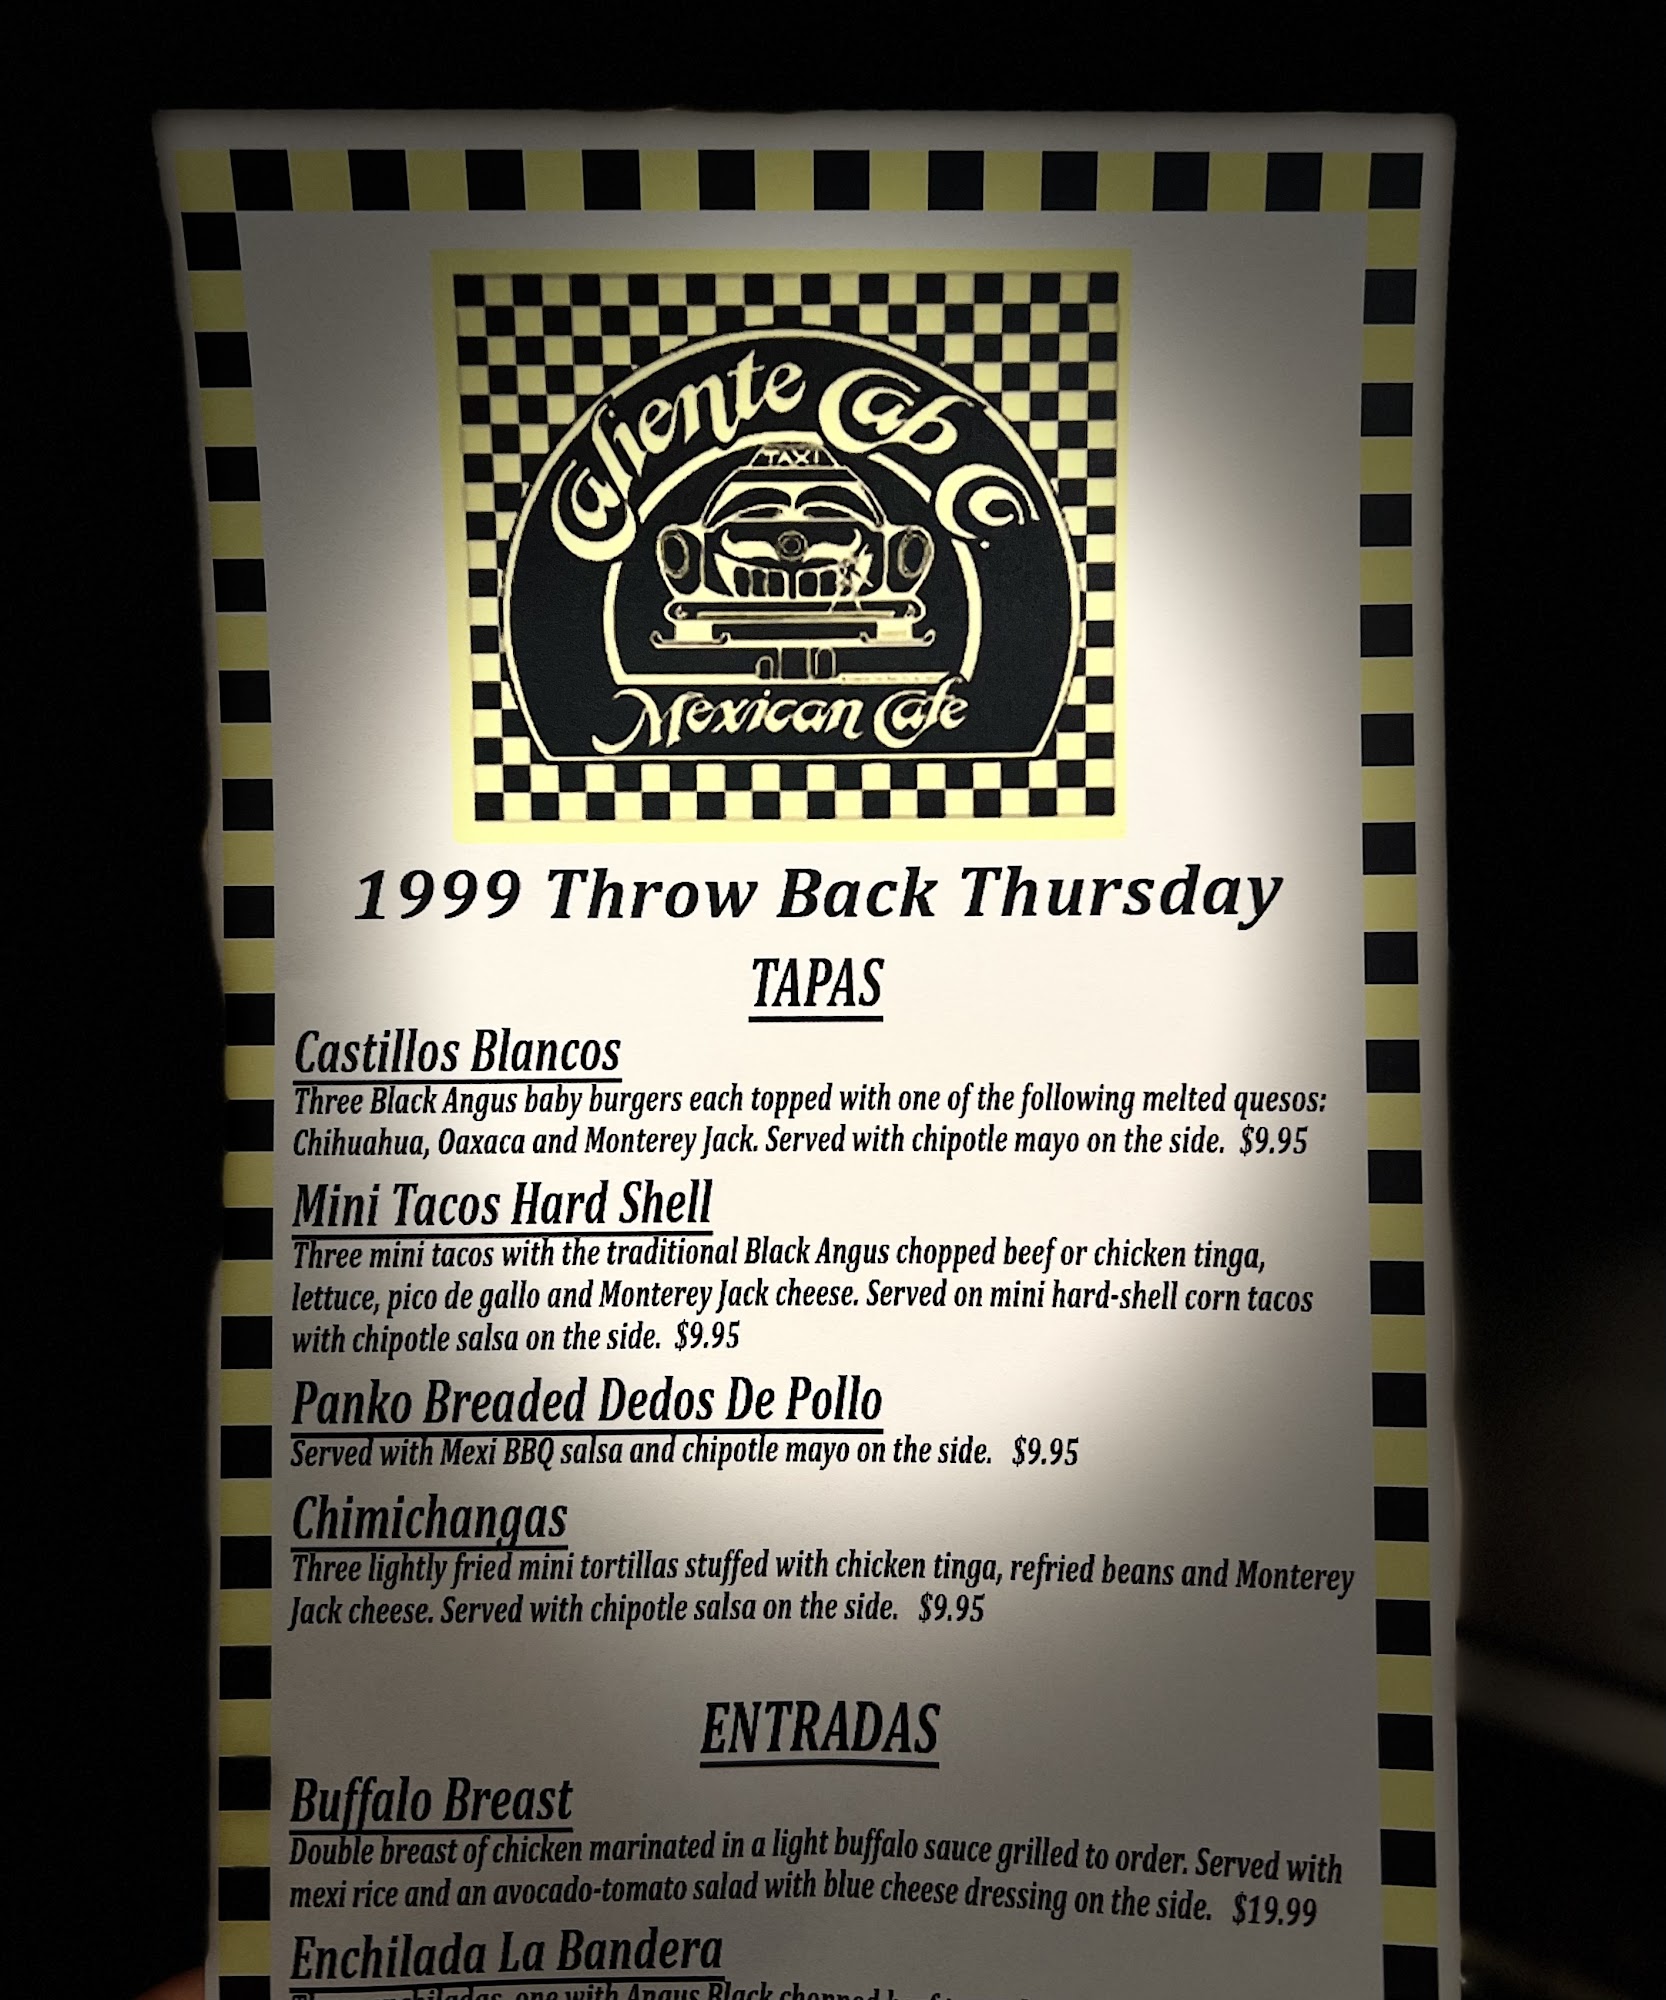 Caliente Cab Co.
TAXI
Mexican Cafe
1999 Throw Back Thursday
TAPAS
Castillos Blancos
Three Black Angus baby burgers each topped with one of the following melted quesos:
Chihuahua, Oaxaca and Monterey Jack. Served with chipotle mayo on the side. $9.95
Mini Tacos Hard Shell
Three mini tacos with the traditional Black Angus chopped beef or chicken tinga,
lettuce, pico de gallo and Monterey Jack cheese. Served on mini hard-shell corn tacos
with chipotle salsa on the side. $9.95
Panko Breaded Dedos De Pollo
Served with Mexi BBQ salsa and chipotle mayo on the side. $9.95
Chimichangas
Three lightly fried mini tortillas stuffed with chicken tinga, refried beans and Monterey
Jack cheese. Served with chipotle salsa on the side. $9.95
ENTRADAS
Buffalo Breast
Double breast of chicken marinated in a light buffalo sauce grilled to order. Served with
mexi rice and an avocado-tomato salad with blue cheese dressing on the side. $19.99
Enchilada La Bandera
one with Angus Black chopped